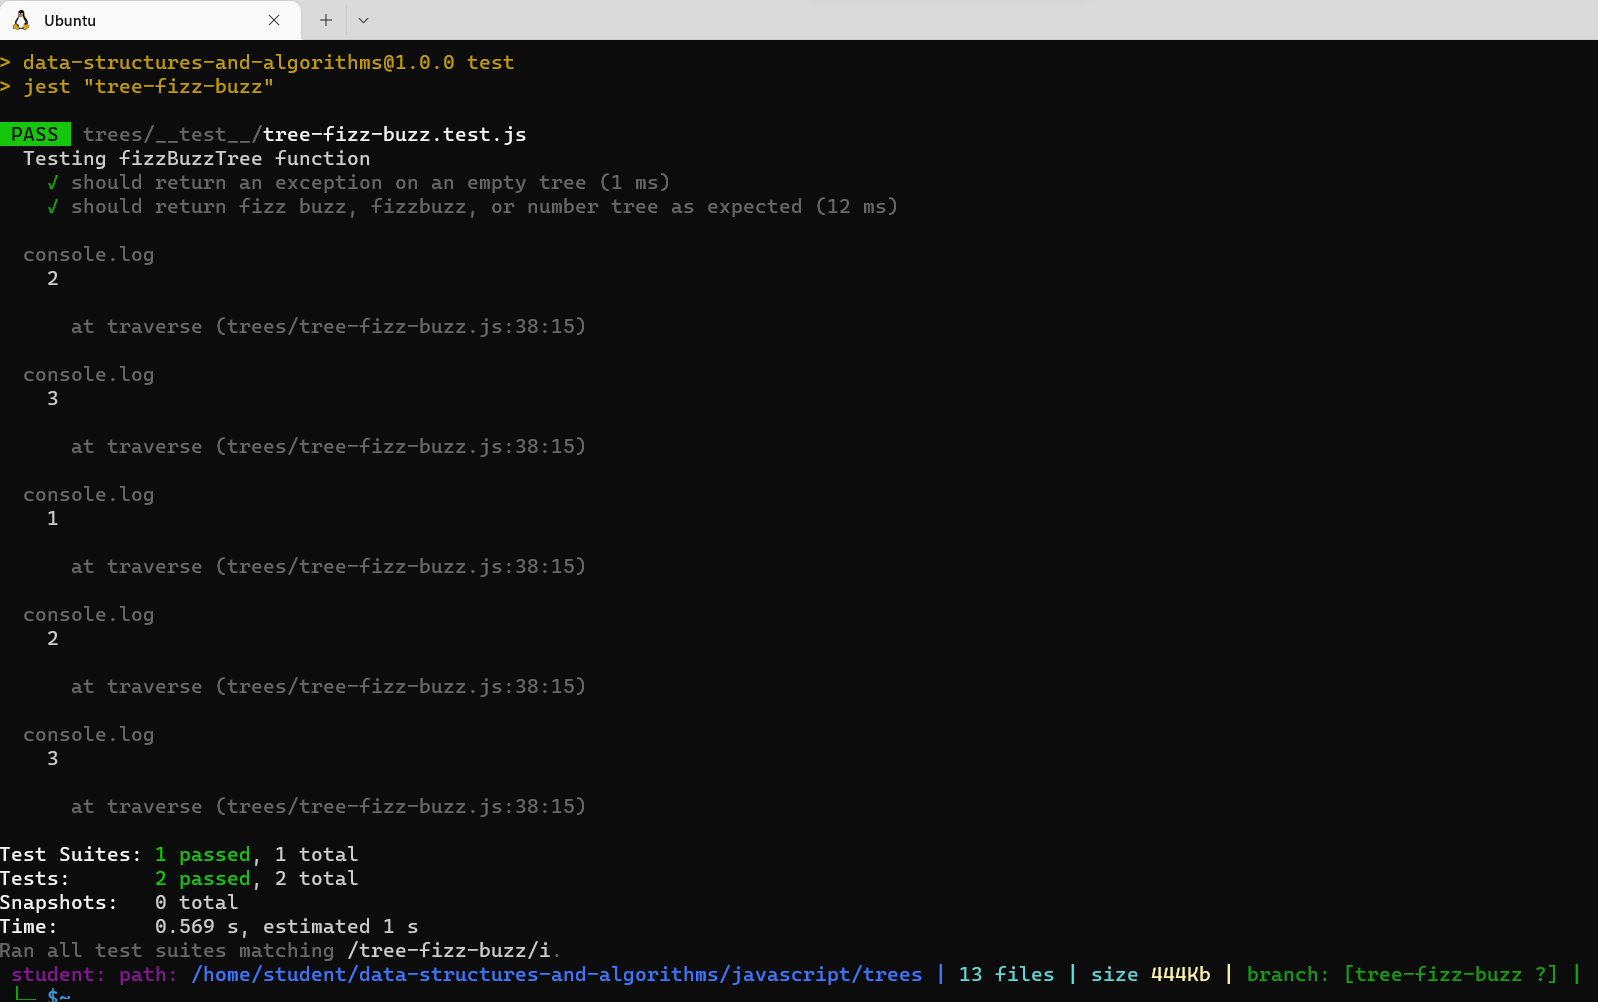 Ubuntu
> data-structures-and-algorithms@1.0.0 test
> jest "tree-fizz-buzz"
PASS trees/__test__/tree-fizz-buzz.test.js
Testing fizzBuzzTree function
√ should return an exception on an empty tree (1 ms)
√ should return fizz buzz, fizzbuzz, or number tree as expected (12 ms)
console.log
2
at traverse (trees/tree-fizz-buzz.js:38:15)
console.log
3
at traverse (trees/tree-fizz-buzz.js:38:15)
console.log
1
at traverse (trees/tree-fizz-buzz.js:38:15)
console.log
2
at traverse (trees/tree-fizz-buzz.js:38:15)
console.log
3
at traverse (trees/tree-fizz-buzz.js:38:15)
Test Suites: 1 passed, 1 total
Tests: 2 passed, 2 total
Snapshots: 0 total
Time: 0.569 s, estimated 1 s
Ran all test suites matching /tree-fizz-buzz/i.
student: path: /home/student/data-structures-and-algorithms/javascript/trees | 13 files | size 444Kb | branch: [tree-fizz-buzz ?] |
└─ $~